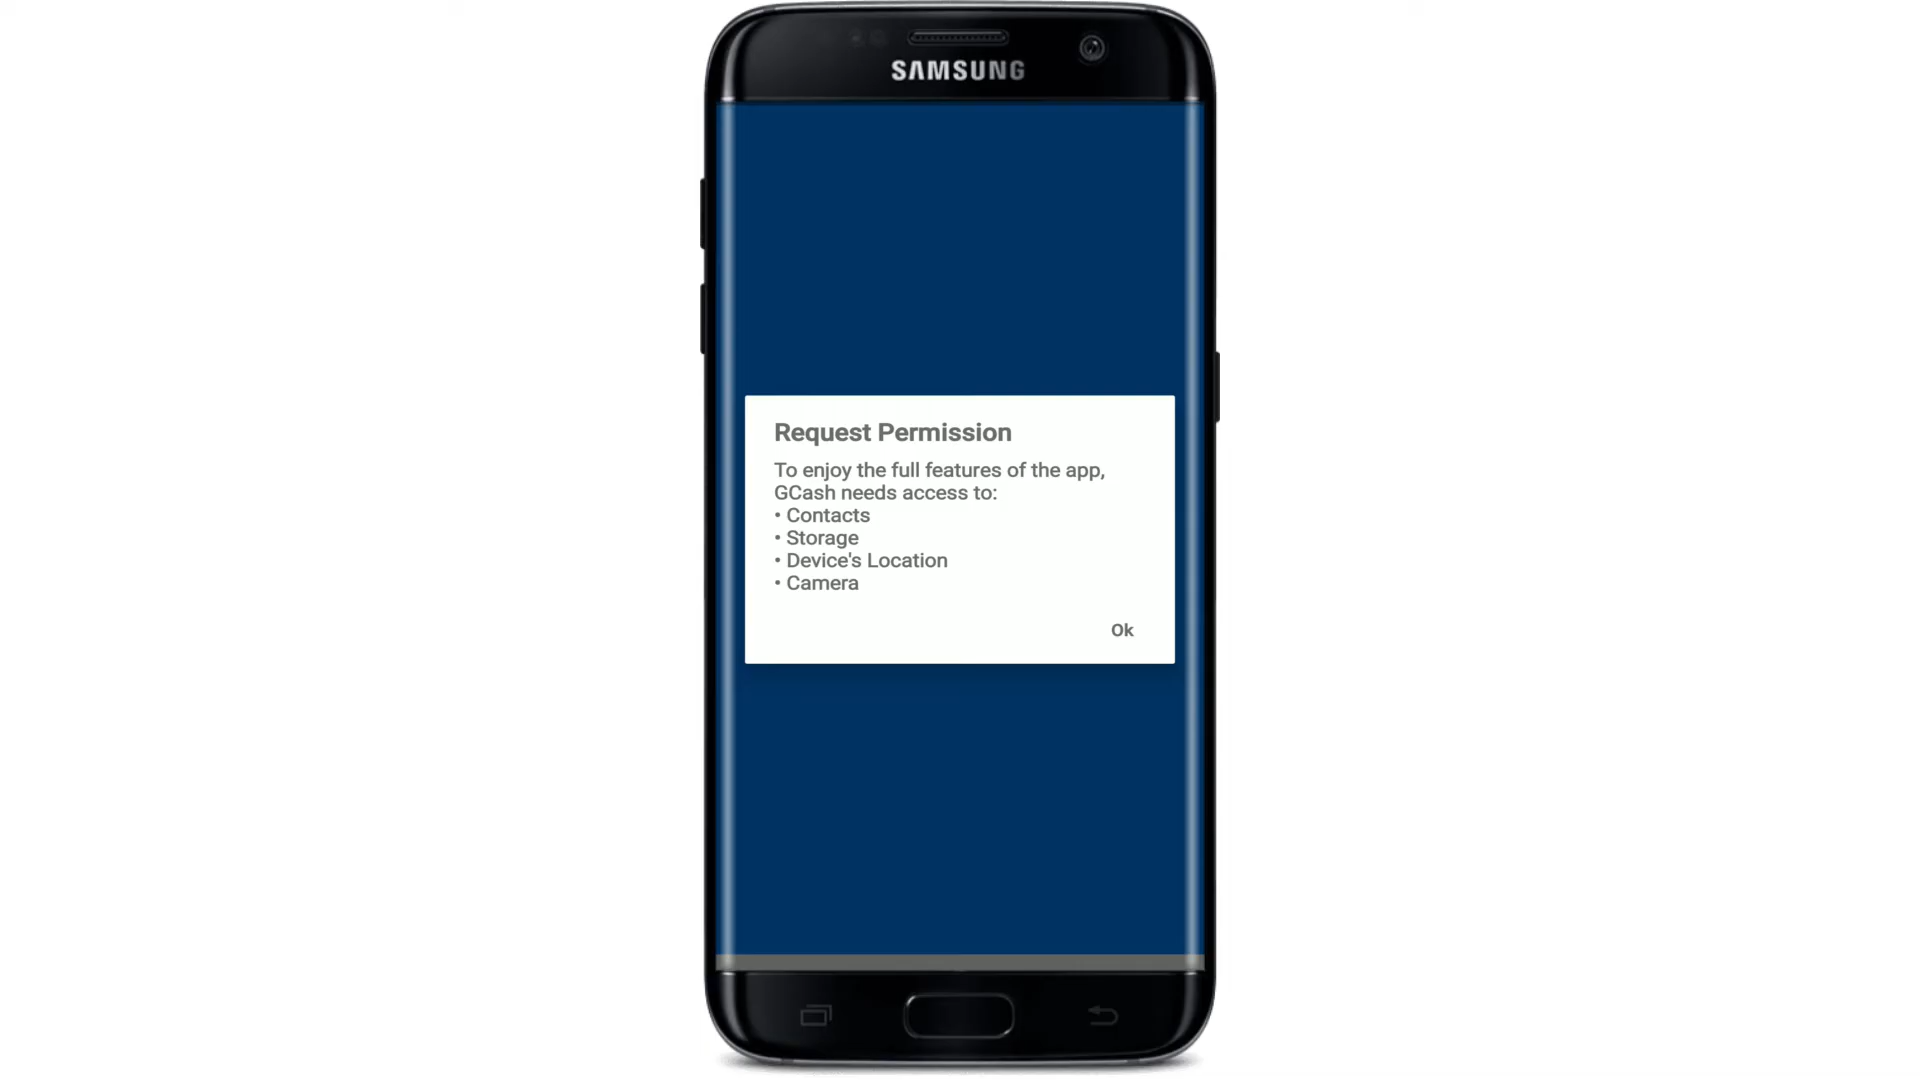 SAMSUNG
Request Permission
To enjoy the full features of the app,
GCash needs access to:
• Contacts
• Storage
• Device's Location
• Camera
Ok